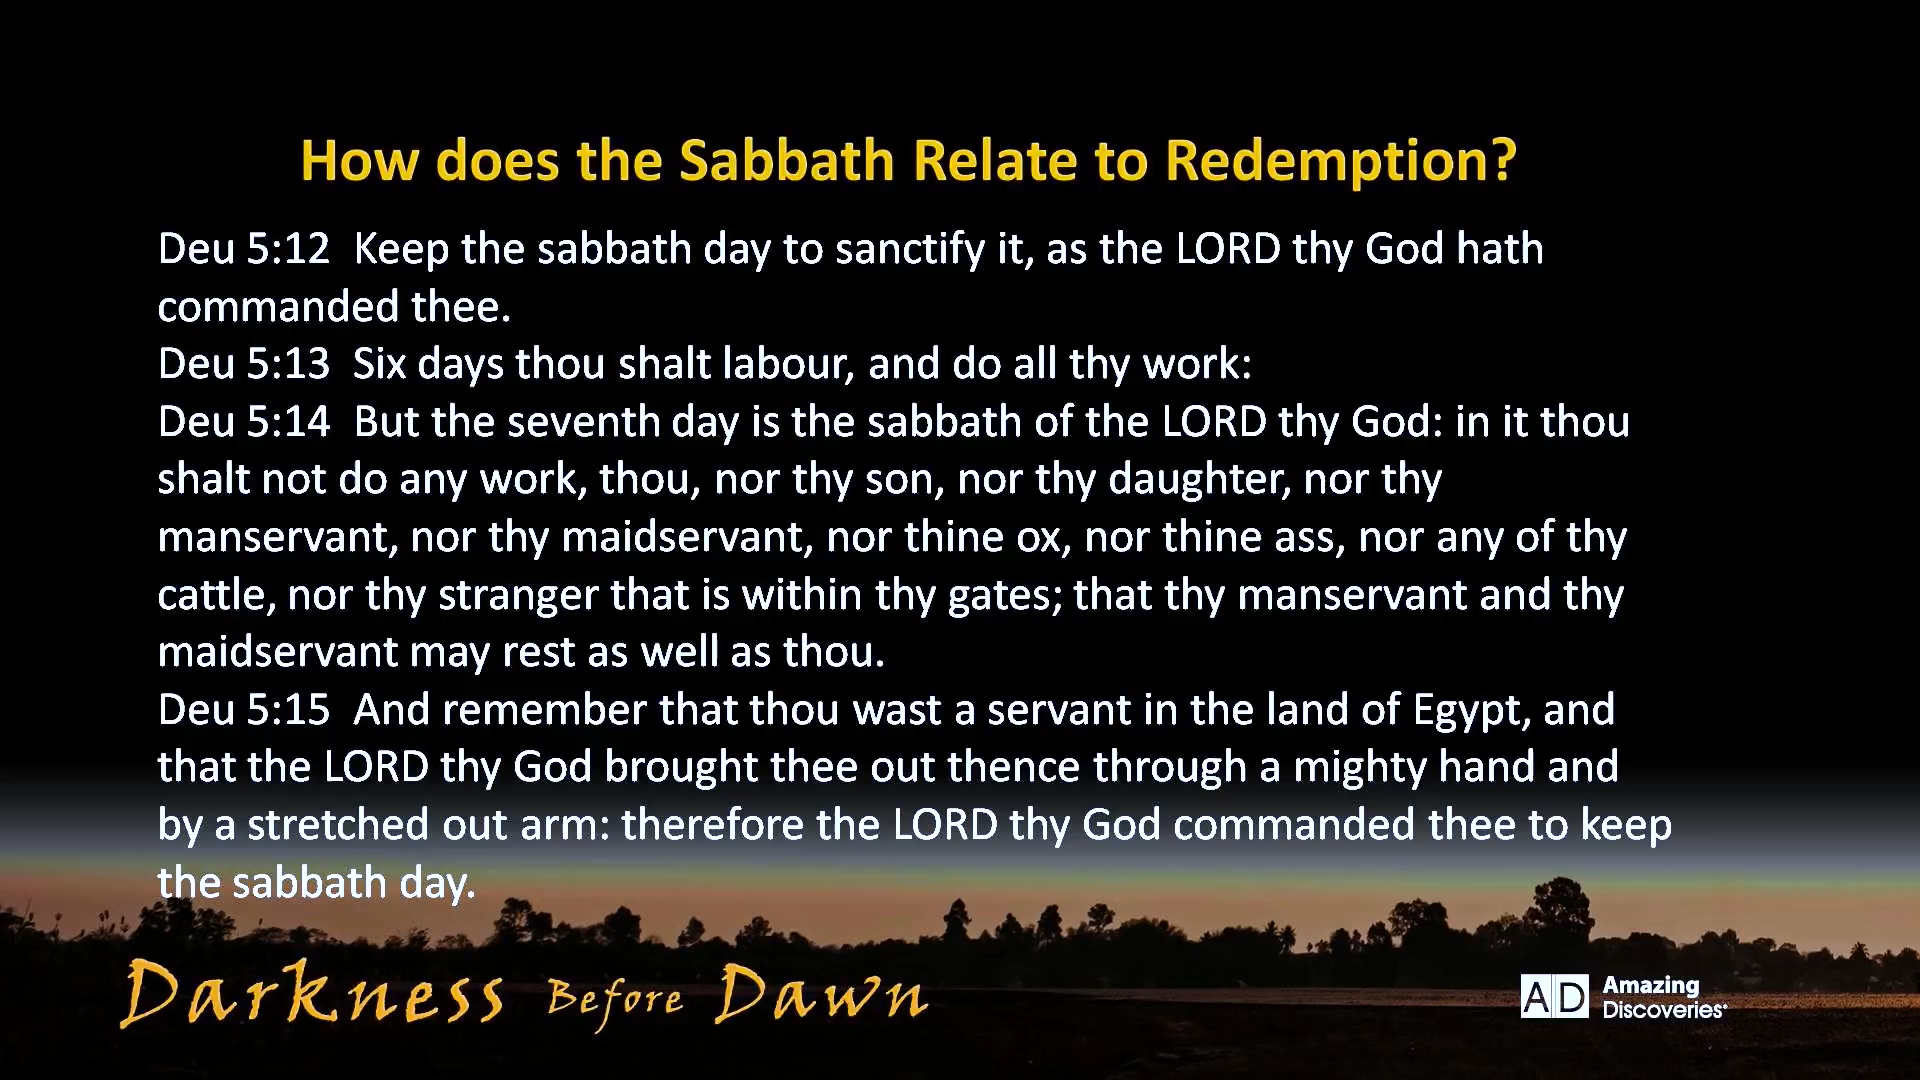 How does the Sabbath Relate to Redemption?
Deu 5:12  Keep the sabbath day to sanctify it, as the LORD thy God hath
commanded thee.
Deu 5:13  Six days thou shalt labour, and do all thy work:
Deu 5:14  But the seventh day is the sabbath of the LORD thy God: in it thou
shalt not do any work, thou, nor thy son, nor thy daughter, nor thy
manservant, nor thy maidservant, nor thine ox, nor thine ass, nor any of thy
cattle, nor thy stranger that is within thy gates; that thy manservant and thy
maidservant may rest as well as thou.
Deu 5:15  And remember that thou wast a servant in the land of Egypt, and
that the LORD thy God brought thee out thence through a mighty hand and
by a stretched out arm: therefore the LORD thy God commanded thee to keep
the sabbath day.
Darkness Before Dawn
AD Amazing
Discoveries